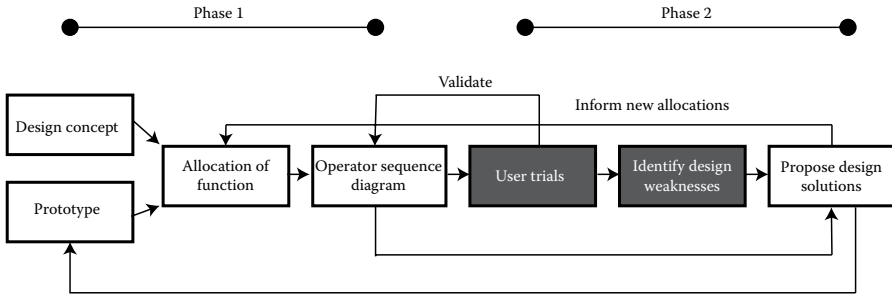 Phase 1
Phase 2
Validate
Inform new allocations
Design concept
Prototype
Allocation of
function
Operator sequence
diagram
User trials
Identify design
weaknesses
Propose design
solutions